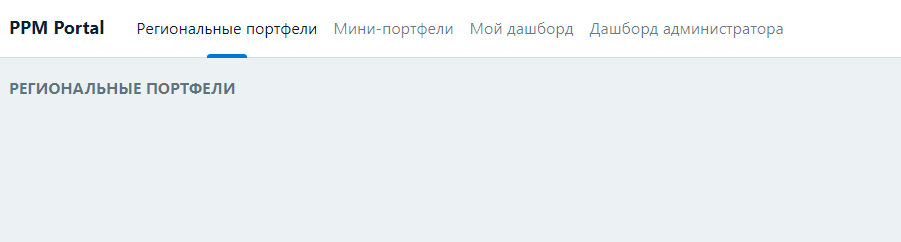 PPM Portal Региональные портфели Мини-портфели Мой дашборд Дашборд администратора
РЕГИОНАЛЬНЫЕ ПОРТФЕЛИ